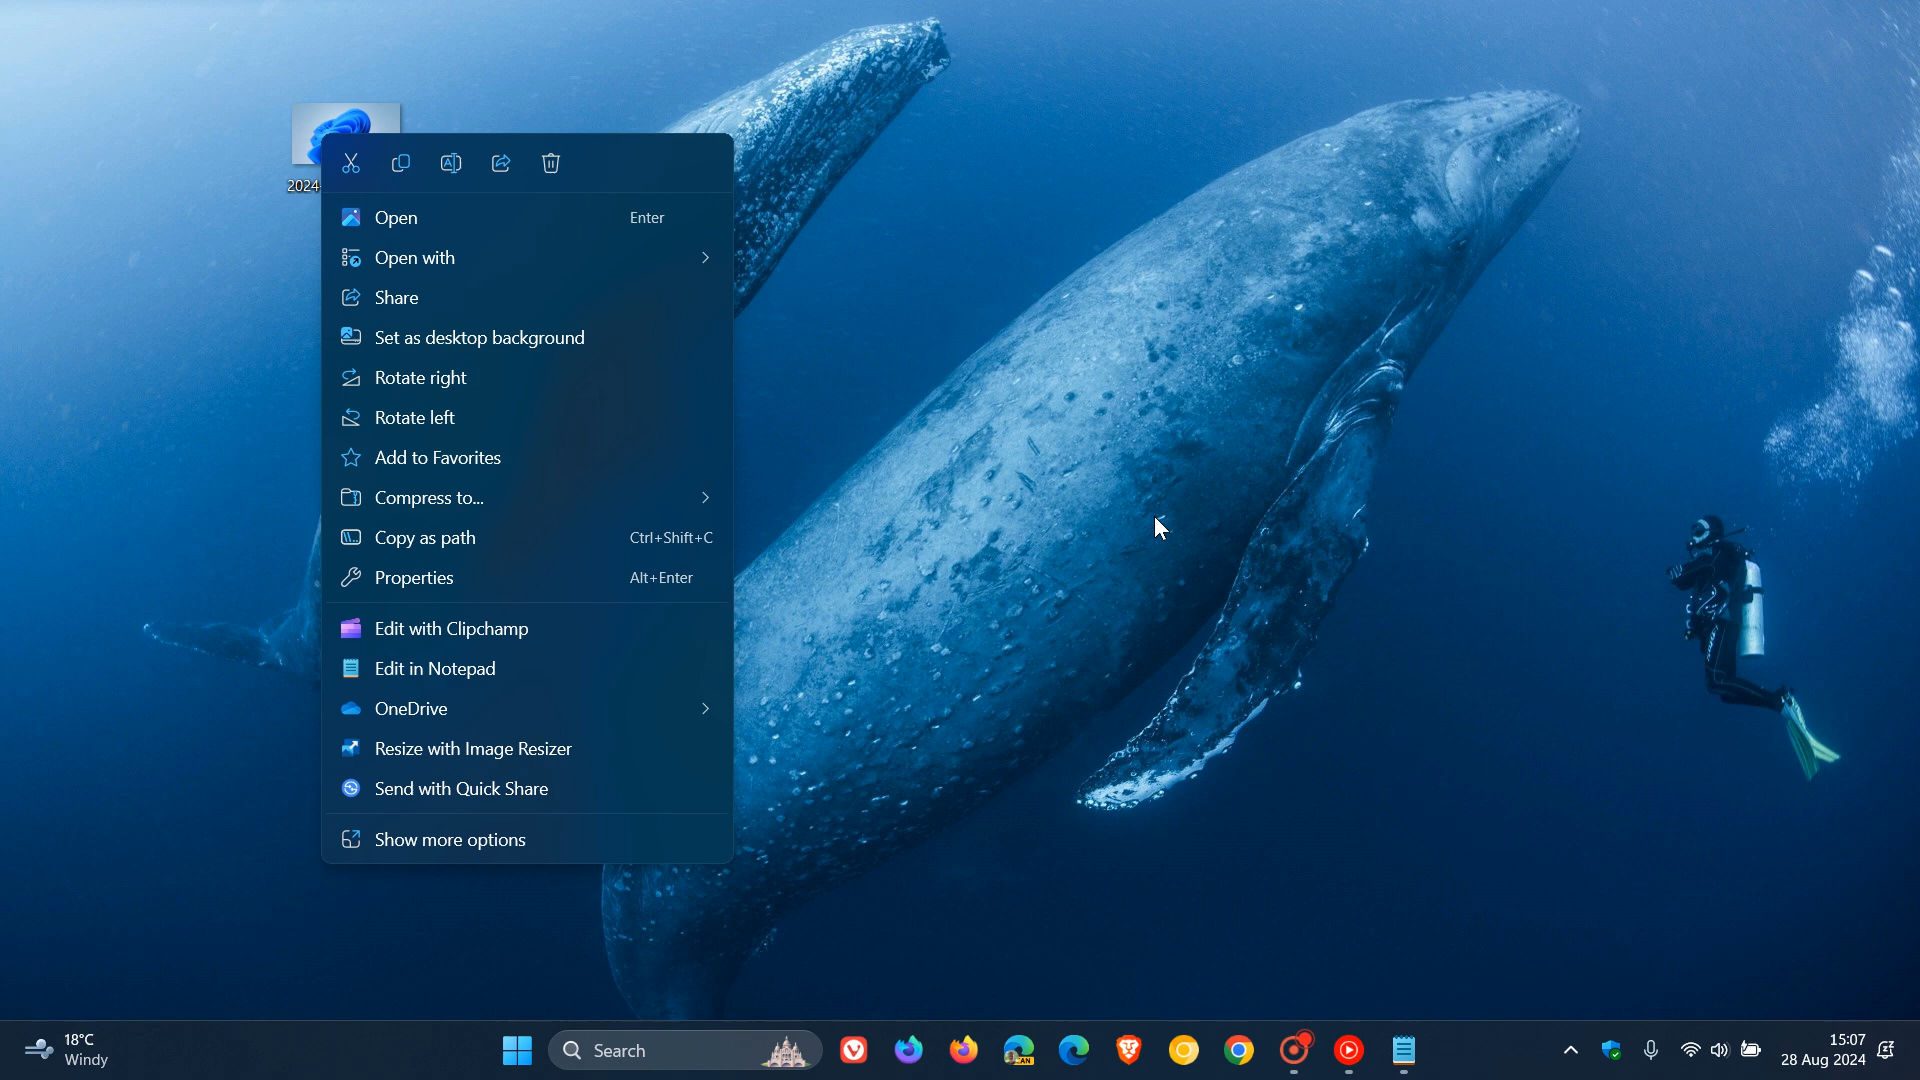 2024
Open Enter
Open with
Share
Set as desktop background
Rotate right
Rotate left
Add to Favorites
Compress to...
Copy as path Ctrl+Shift+C
Properties Alt+Enter
Edit with Clipchamp
Edit in Notepad
OneDrive
Resize with Image Resizer
Send with Quick Share
Show more options
18°C
Windy
Search
CAN
15:07
28 Aug 2024